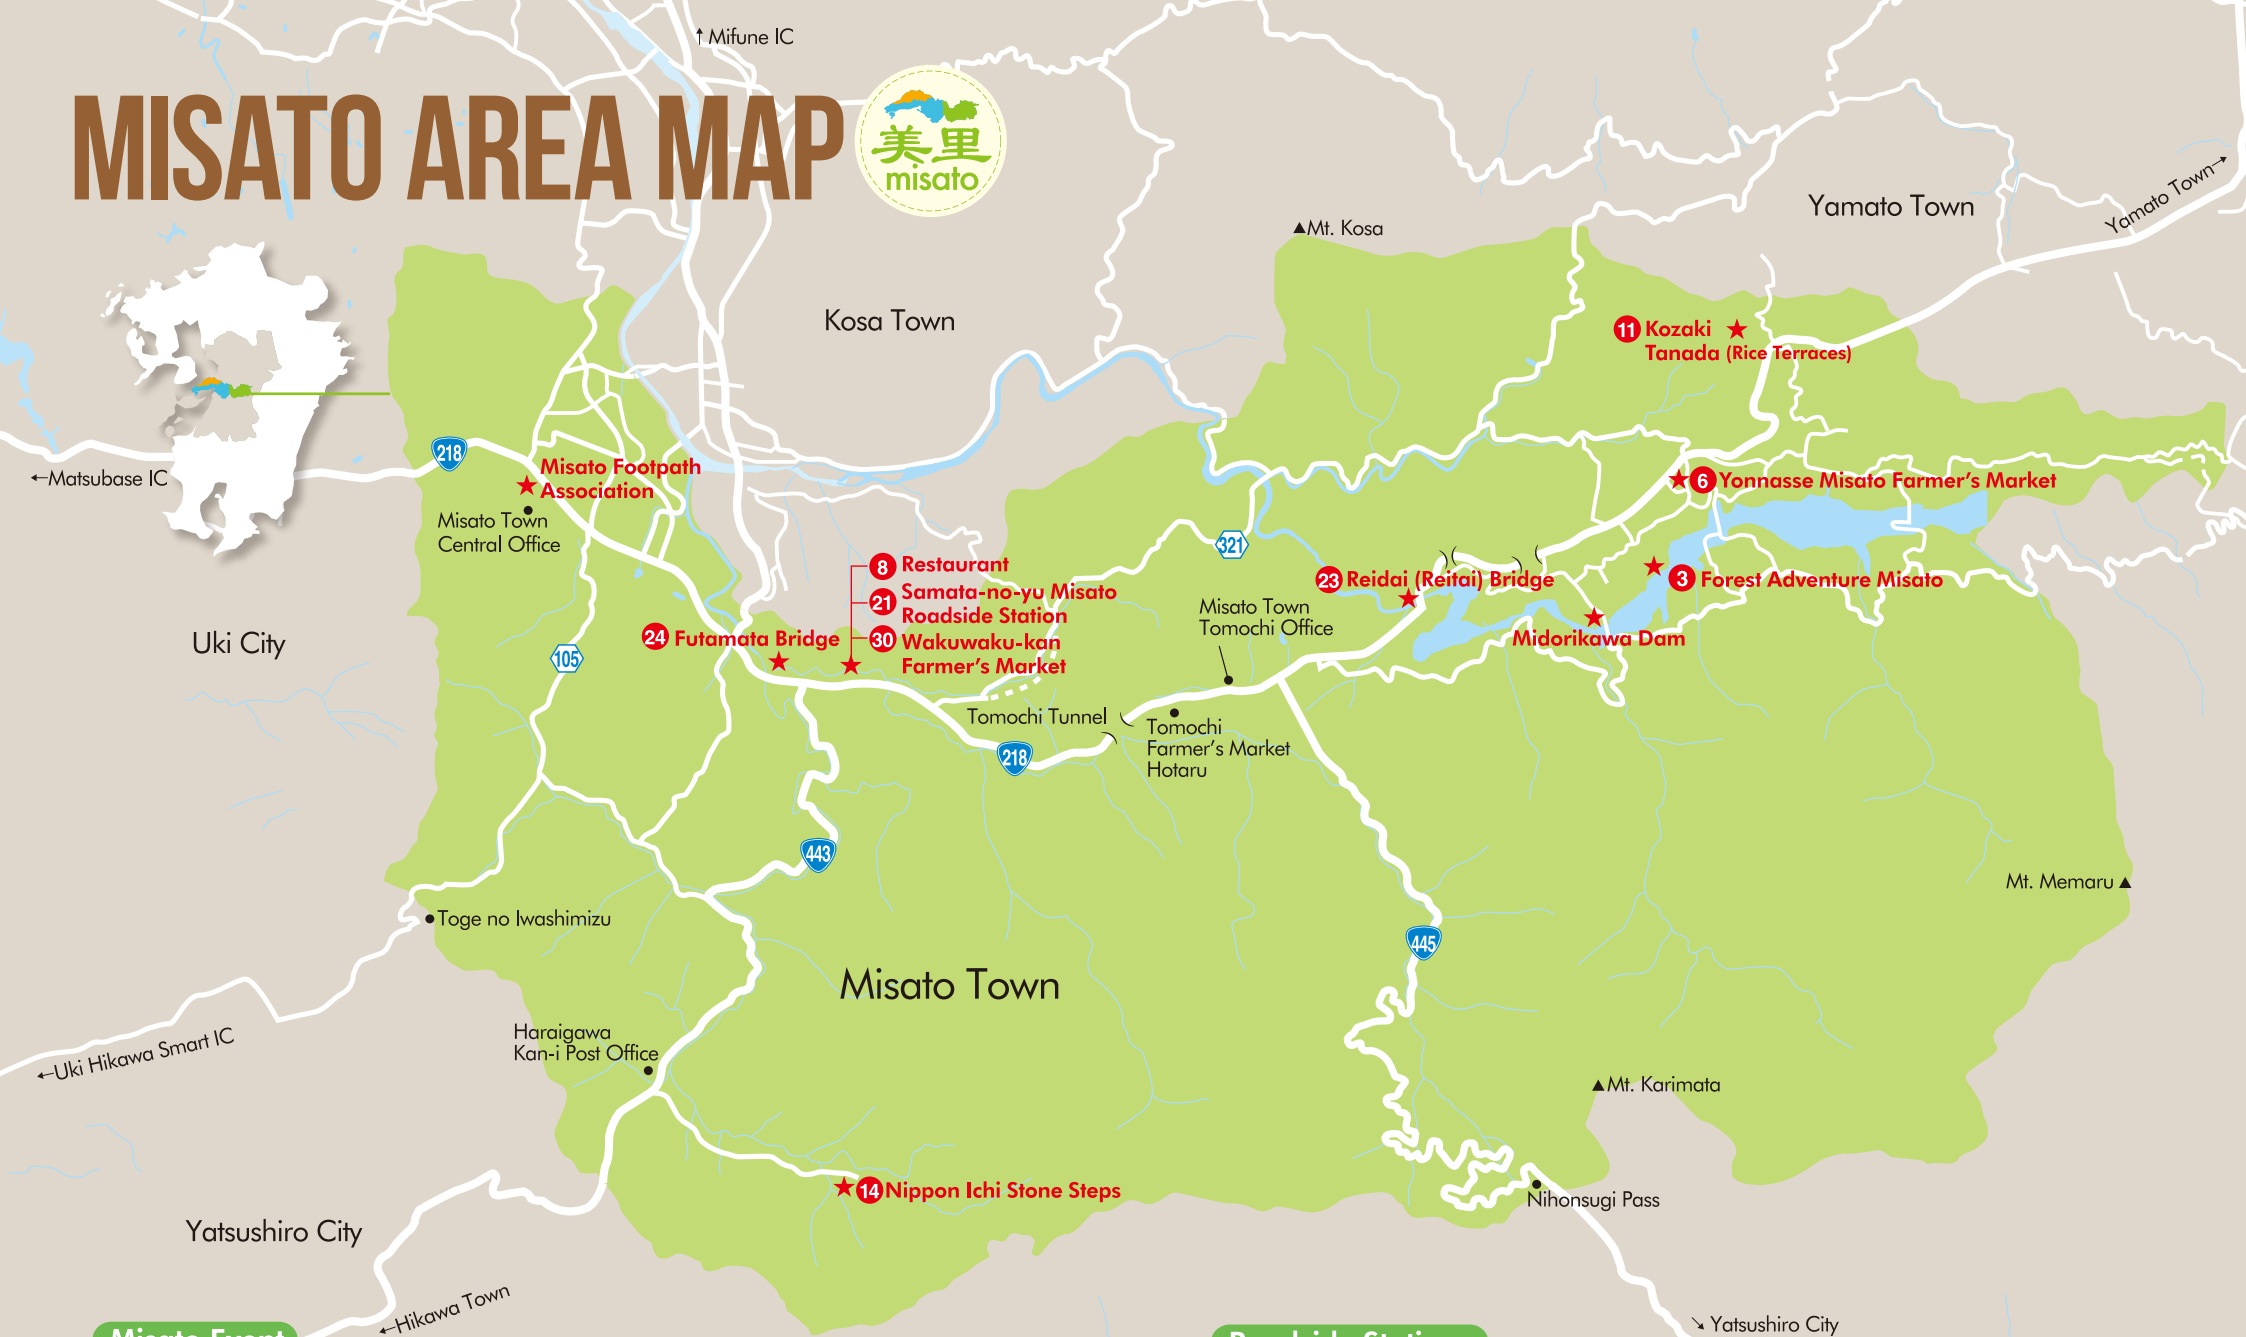 ↑ Mifune IC
MISATO AREA MAP
美里
misato
Yamato Town
Yamato Town→
▲Mt. Kosa
Kosa Town
11 Kozaki
Tanada (Rice Terraces)
218
←Matsubase IC
Misato Footpath
Association
Misato Town
Central Office
6 Yonnasse Misato Farmer's Market
321
8 Restaurant
21 Samata-no-yu Misato
Roadside Station
30 Wakuwaku-kan
Farmer's Market
23 Reidai (Reitai) Bridge
3 Forest Adventure Misato
Misato Town
Tomochi Office
Midorikawa Dam
Uki City
24 Futamata Bridge
105
Tomochi Tunnel
Tomochi
Farmer's Market
Hotaru
218
443
Mt. Memaru ▲
Toge no Iwashimizu
445
Misato Town
Haraigawa
Kan-i Post Office
←Uki Hikawa Smart IC
▲Mt. Karimata
14 Nippon Ichi Stone Steps
Nihonsugi Pass
Yatsushiro City
←Hikawa Town
↘ Yatsushiro City
Misato Event